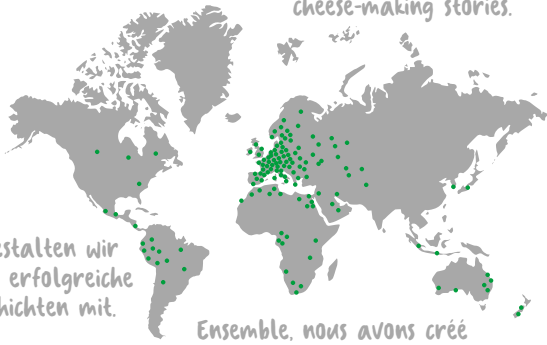 cheese-making stories.
estalten wir
erfolgreiche
hichten mit.
Ensemble, nous avons créé